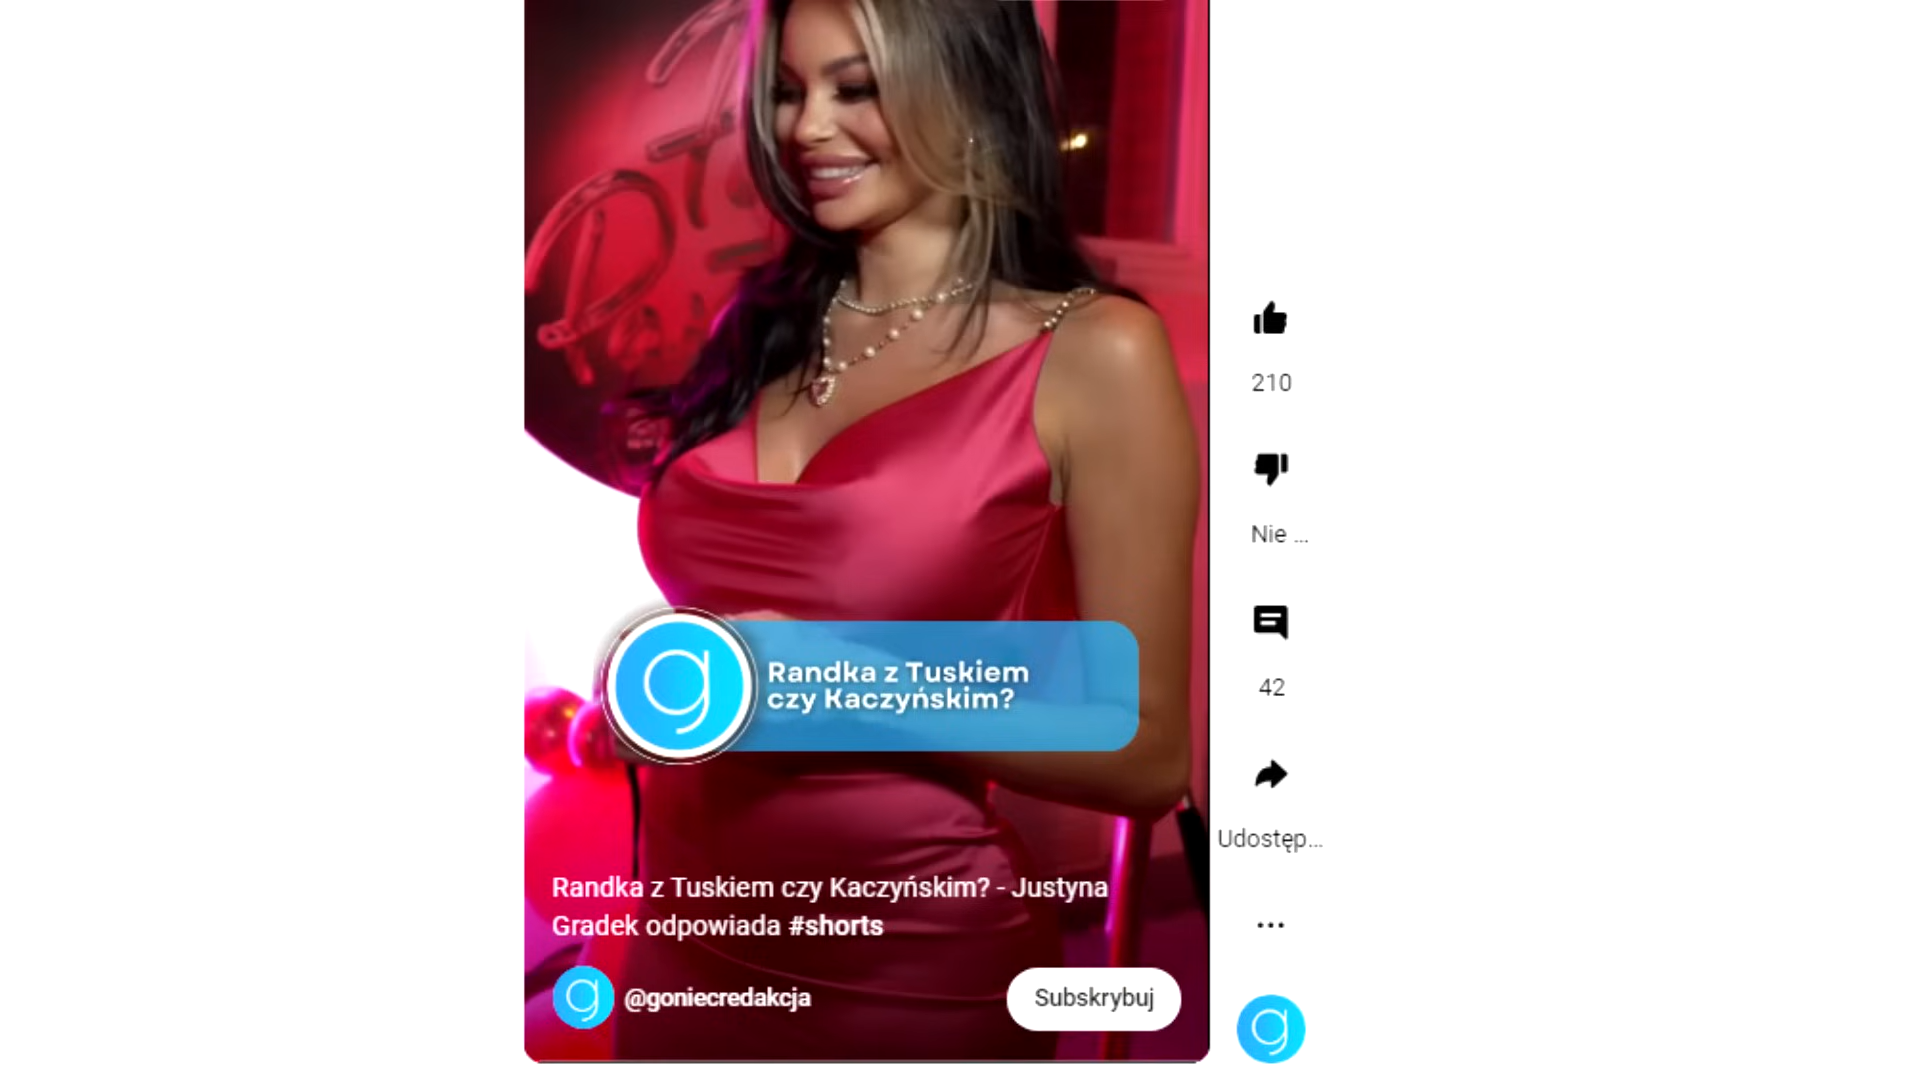 210
Nie ...
42
Udostęp...
...
g
Randka z Tuskiem
czy Kaczyńskim?
Randka z Tuskiem czy Kaczyńskim? - Justyna
Gradek odpowiada #shorts
g
@goniecredakcja
Subskrybuj
g